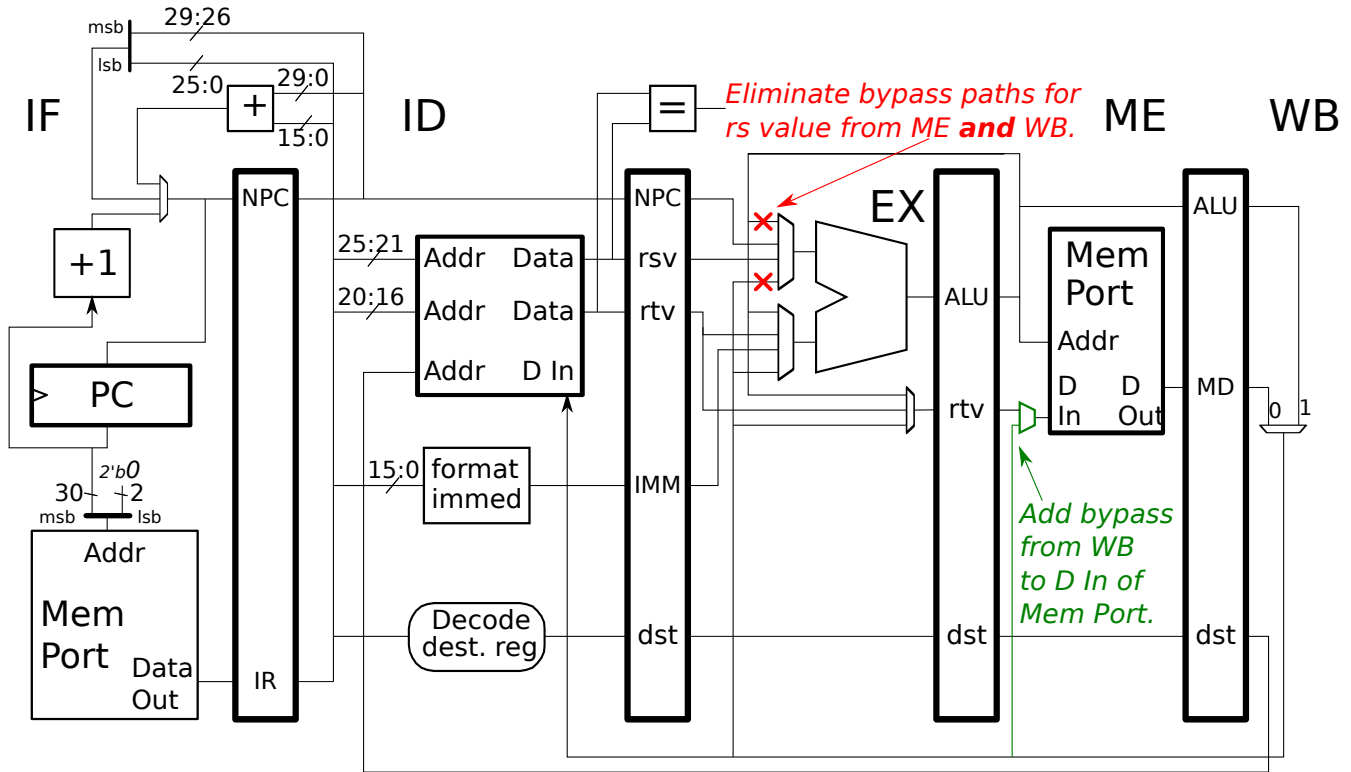 29:26
msb
lsb
25:0
29:0
+
15:0
IF
ID
=
Eliminate bypass paths for
rs value from ME and WB.
ME
WB
EX
NPC
NPC
ALU
+1
25:21
Addr
Data
rsv
20:16
Addr
Data
rtv
ALU
Mem
Port
Addr
Addr
D In
PC
D
In
D
Out
rtv
MD
0
1
2'b0
30
2
msb
lsb
15:0
format
immed
IMM
Add bypass
from WB
to D In of
Mem Port.
Addr
Mem
Port
Data
Out
IR
Decode
dest. reg
dst
dst
dst